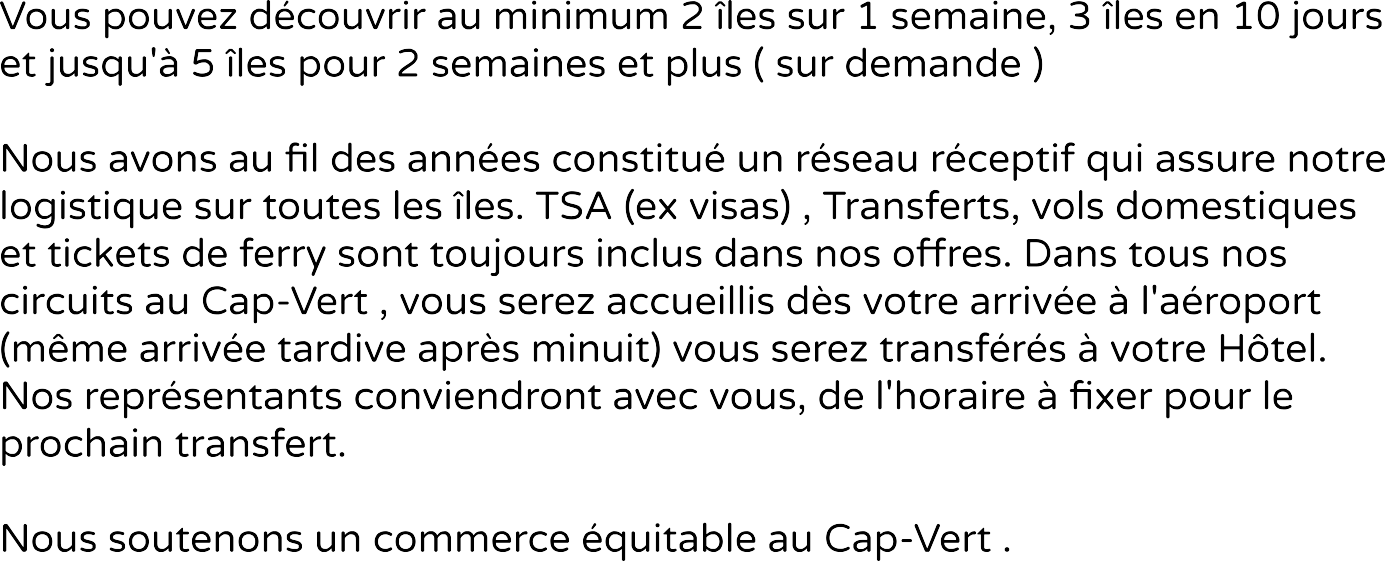 Vous pouvez découvrir au minimum 2 îles sur 1 semaine, 3 îles en 10 jours
et jusqu'à 5 îles pour 2 semaines et plus ( sur demande )
Nous avons au fil des années constitué un réseau réceptif qui assure notre
logistique sur toutes les îles. TSA (ex visas) , Transferts, vols domestiques
et tickets de ferry sont toujours inclus dans nos offres. Dans tous nos
circuits au Cap-Vert , vous serez accueillis dès votre arrivée à l'aéroport
(même arrivée tardive après minuit) vous serez transférés à votre Hôtel.
Nos représentants conviendront avec vous, de l'horaire à fixer pour le
prochain transfert.
Nous soutenons un commerce équitable au Cap-Vert .